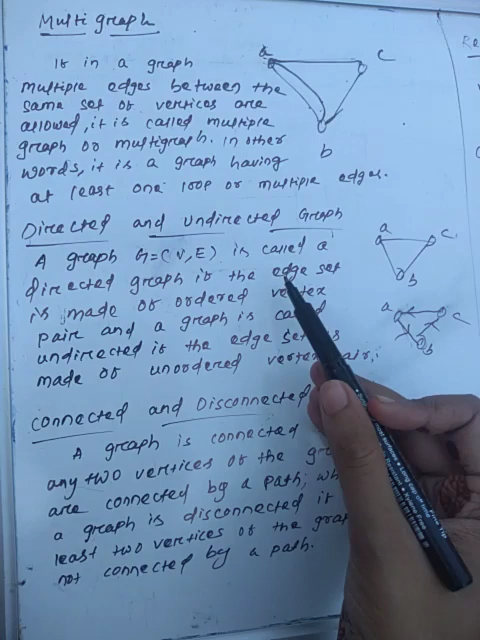 Multi graph
If in a graph
multiple edges between the
same set of vertices are
allowed, it is called multiple
graph or multigraph. In other
words, it is a graph having
at least one loop or multiple edges.
a
c
b
Directed and Undirected Graph
A graph G=(V,E) is called a
directed graph if the edge set
is made of ordered vertex
pair and a graph is called
undirected if the edge set is
made of unordered vertex pair.
a
c
b
a
c
b
Connected and Disconnected
A graph is connected
any two vertices of the
are connected by a path;
a graph is disconnected if
least two vertices of the
not connected by a path.